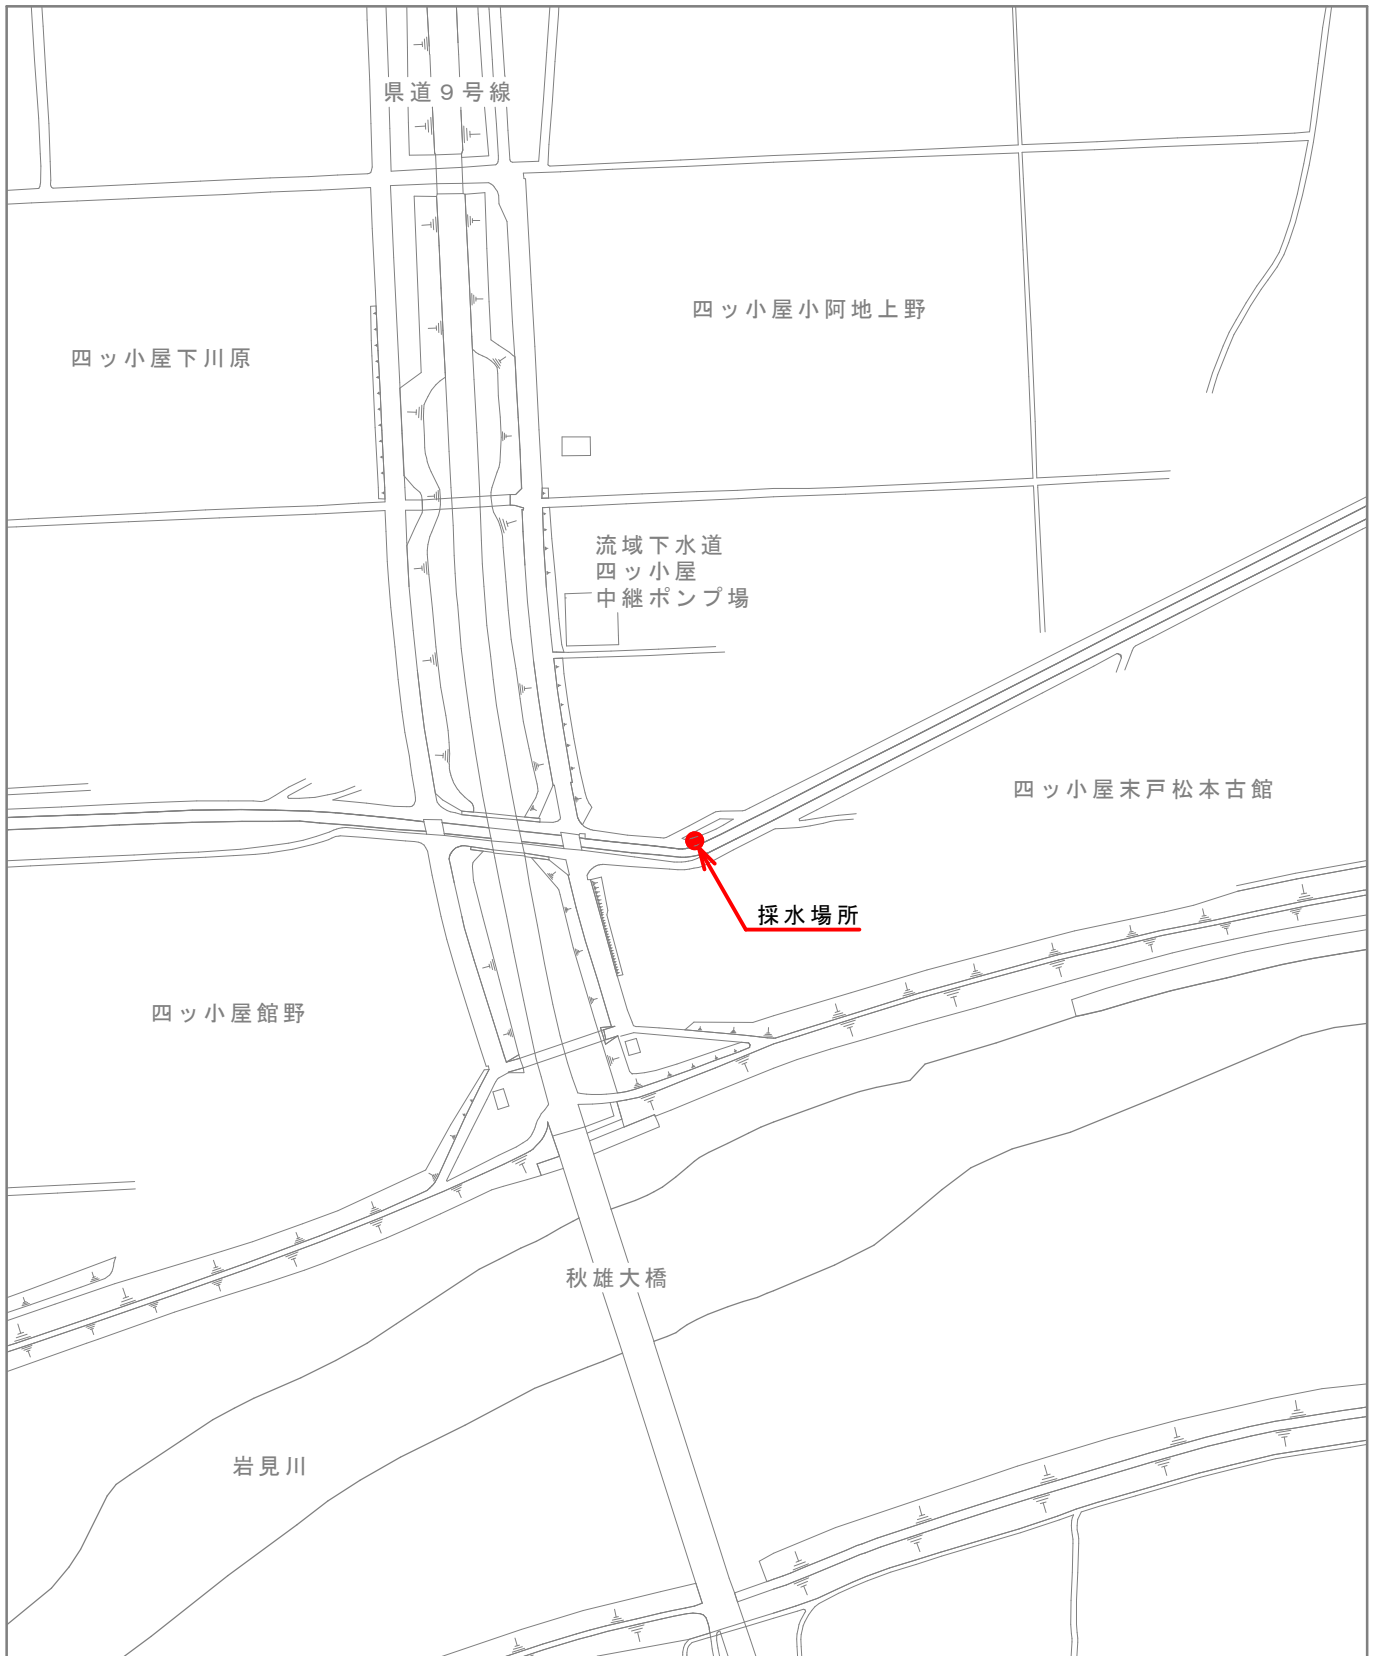 県道９号線
四ッ小屋小阿地上野
四ッ小屋下川原
流域下水道
四ッ小屋
中継ポンプ場
四ッ小屋末戸松本古館
採水場所
四ッ小屋館野
秋雄大橋
岩見川